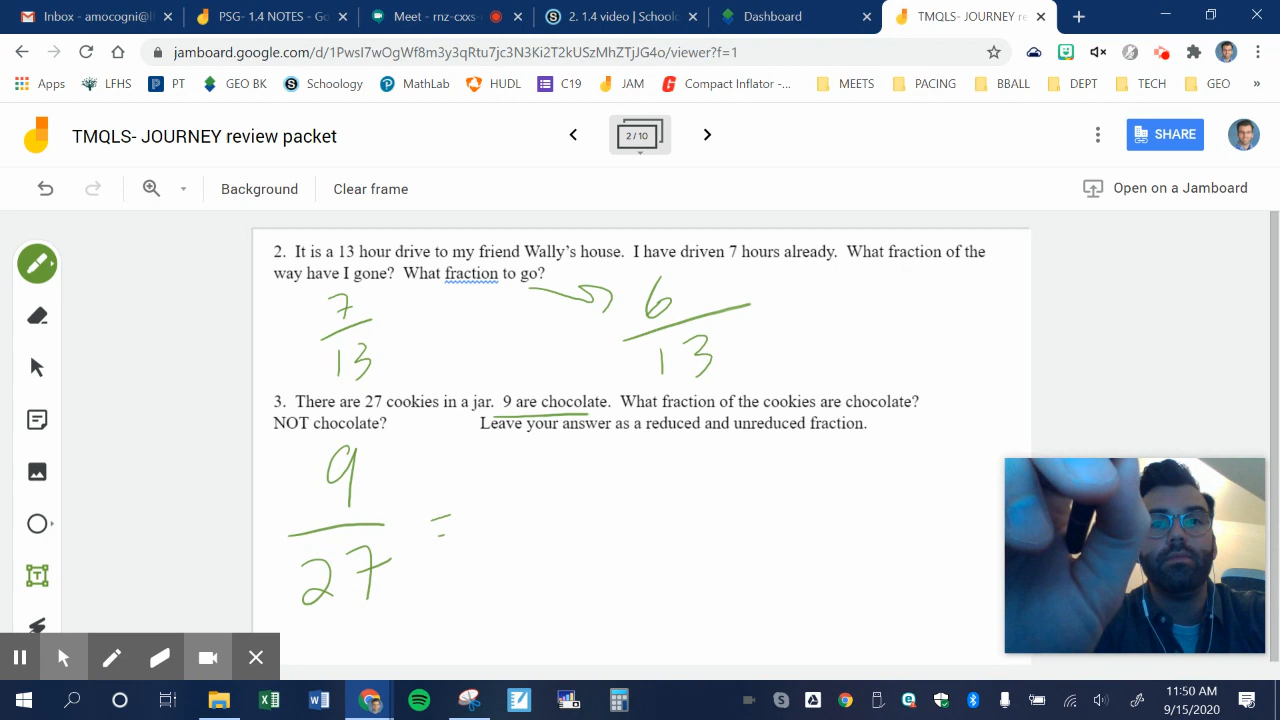 Inbox - amocogni@l
PSG- 1.4 NOTES - Go
Meet - rnz-cxxs-
2. 1.4 video | Schoolo
Dashboard
TMQLS- JOURNEY re
jamboard.google.com/d/1PwsI7wOgWf8m3y3qRtu7jc3N3Ki2T2kUSzMhZTjJG4o/viewer?f=1
Apps LFHS PT GEO BK Schoology MathLab HUDL C19 JAM Compact Inflator -... MEETS PACING BBALL DEPT TECH GEO »
TMQLS- JOURNEY review packet
2 / 10
SHARE
Background
Clear frame
Open on a Jamboard
2. It is a 13 hour drive to my friend Wally's house. I have driven 7 hours already. What fraction of the
way have I gone? What fraction to go?
7
13
6
13
3. There are 27 cookies in a jar. 9 are chocolate. What fraction of the cookies are chocolate?
NOT chocolate? Leave your answer as a reduced and unreduced fraction.
9
27
=
11:50 AM
9/15/2020